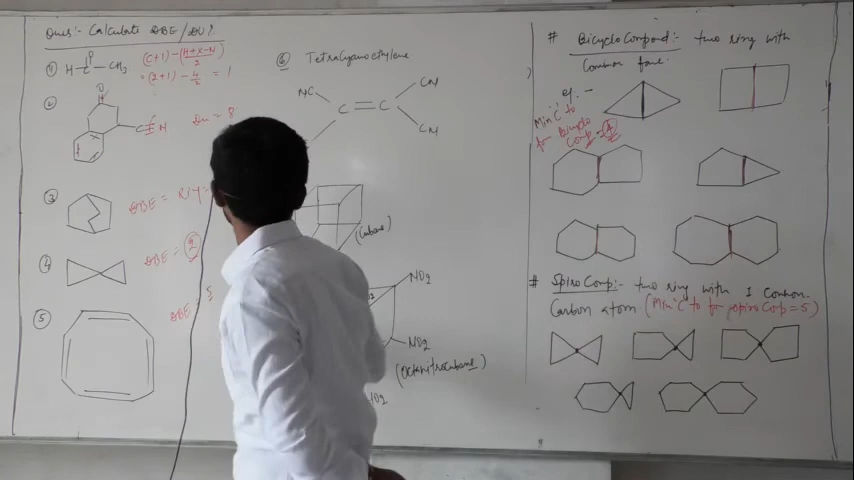 Ques:- Calculate DBE/DU?
① H-C-CH3 (C+1)-(H+X-N)/2
O
= (2+1) - 4/2 = 1
②
O
C≡N
Du = 8
③ DBE = Ring
④ DBE = 2
⑤ DBE
⑥ Tetracyanoethylene
NC CN
C=C
CN
(Cubane)
NO2
NO2
(Octanitrocubane)
NO2
# Bicyclo Compond:- two ring with
Common face.
eg:-
Min^m C to
for Bicyclo
Comp = 4
# Spiro Comp:- two ring with 1 Common
Carbon atom (Min^m C to for spiro Comp = 5)